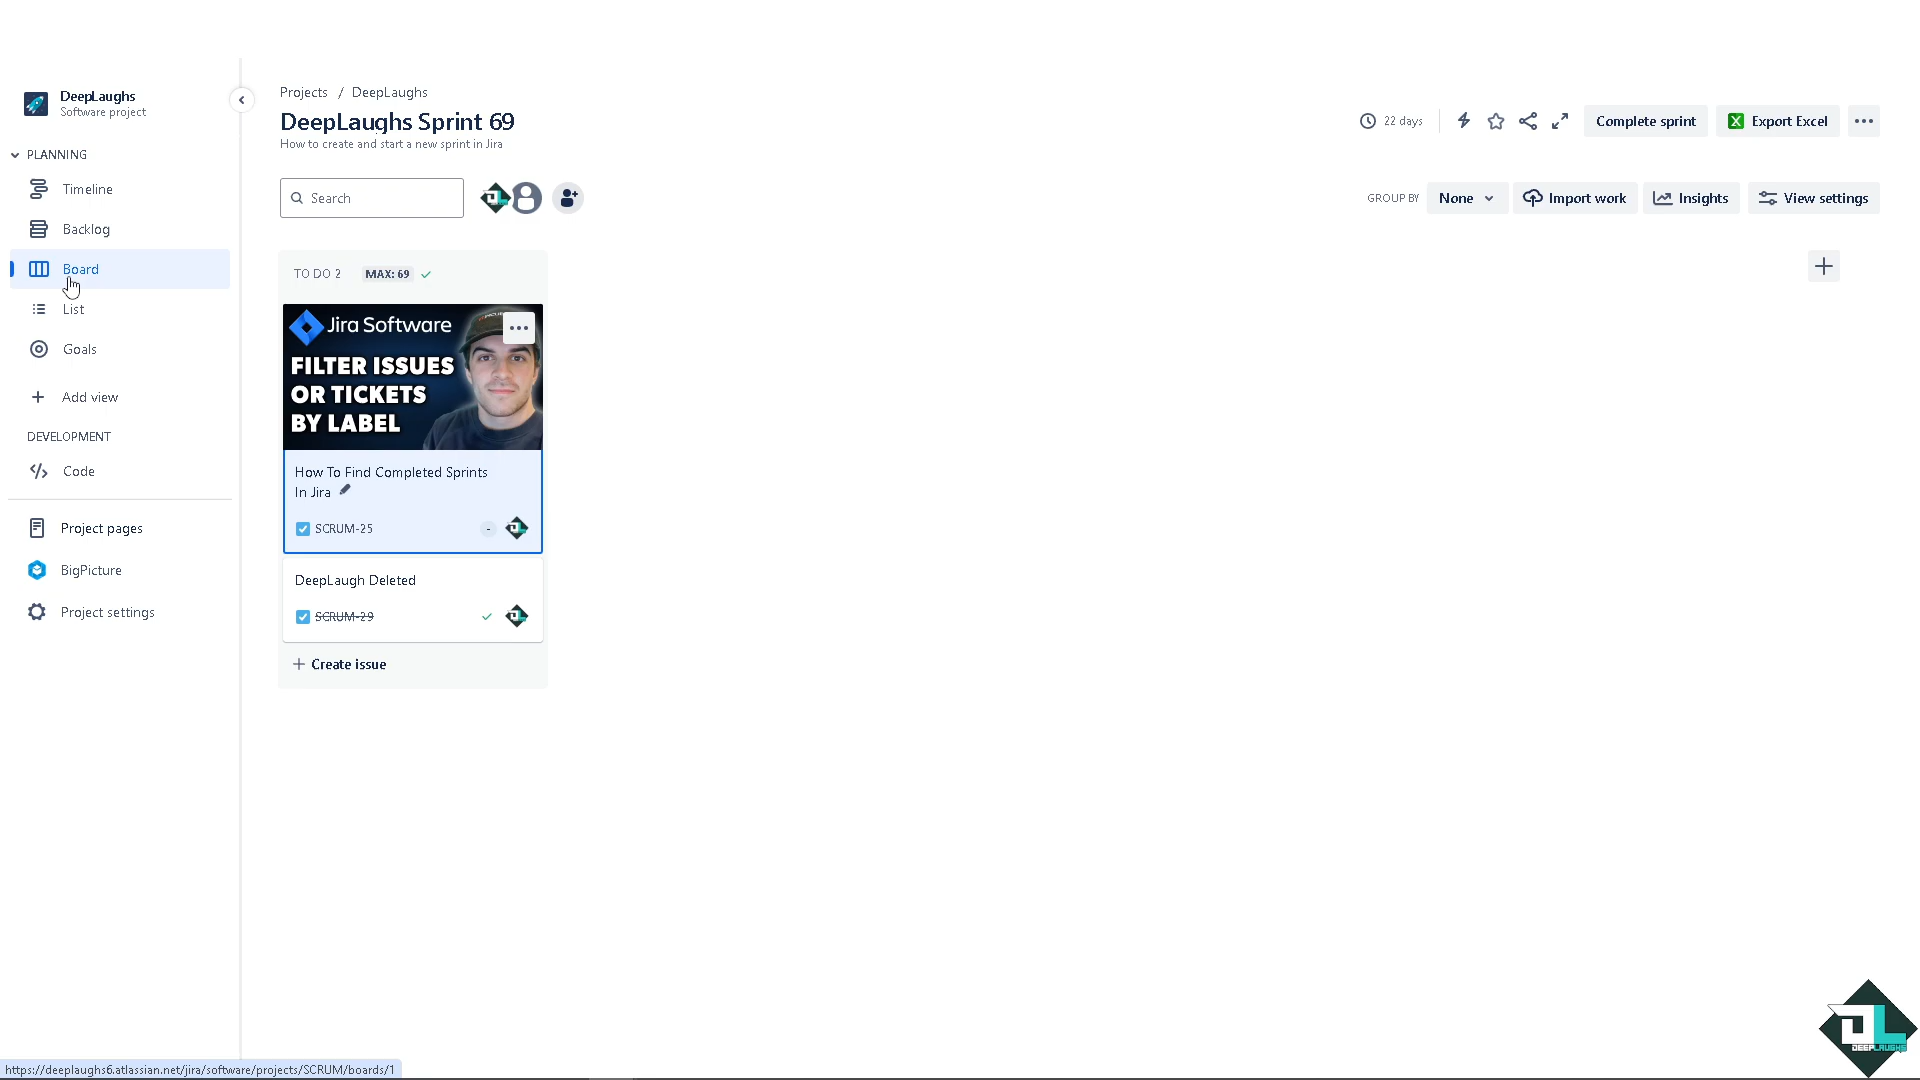 DeepLaughs
Software project
PLANNING
Timeline
Backlog
Board
List
Goals
Add view
DEVELOPMENT
Code
Project pages
BigPicture
Project settings
Projects / DeepLaughs
DeepLaughs Sprint 69
How to create and start a new sprint in Jira
22 days
Complete sprint
Export Excel
Search
GROUP BY
None
Import work
Insights
View settings
TO DO 2
MAX: 69
Jira Software
FILTER ISSUES
OR TICKETS
BY LABEL
How To Find Completed Sprints
In Jira
SCRUM-25
-
DeepLaugh Deleted
SCRUM-29
Create issue
DEEPLAUGHS
https://deeplaughs6.atlassian.net/jira/software/projects/SCRUM/boards/1